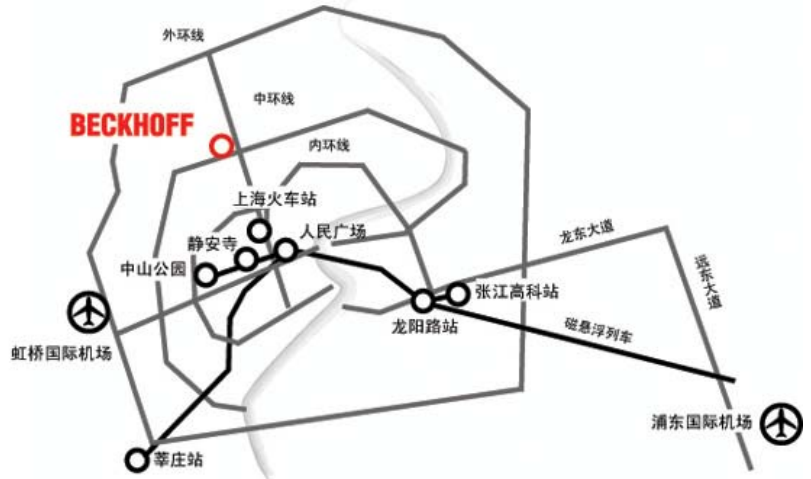 外环线
中环线
BECKHOFF
内环线
上海火车站
人民广场
静安寺
中山公园
龙东大道
远东大道
张江高科站
龙阳路站
磁悬浮列车
虹桥国际机场
浦东国际机场
莘庄站